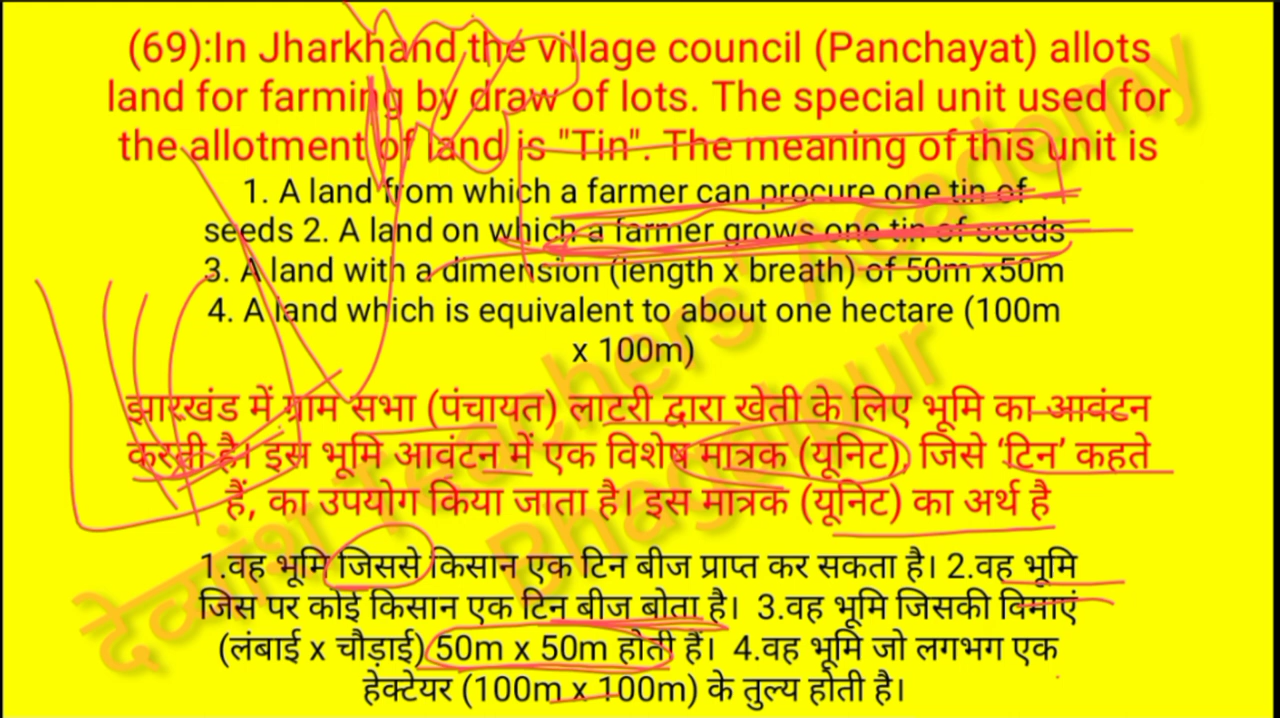 (69):In Jharkhand the village council (Panchayat) allots
land for farming by draw of lots. The special unit used for
the allotment of land is "Tin". The meaning of this unit is
1. A land from which a farmer can procure one tin of
seeds 2. A land on which a farmer grows one tin of seeds
3. A land with a dimension (length x breath) of 50m x50m
4. A land which is equivalent to about one hectare (100m
x 100m)
झारखंड में ग्राम सभा (पंचायत) लाटरी द्वारा खेती के लिए भूमि का आवंटन
करती है। इस भूमि आवंटन में एक विशेष मात्रक (यूनिट), जिसे ‘टिन’ कहते
हैं, का उपयोग किया जाता है। इस मात्रक (यूनिट) का अर्थ है
1.वह भूमि जिससे किसान एक टिन बीज प्राप्त कर सकता है। 2.वह भूमि
जिस पर कोई किसान एक टिन बीज बोता है। 3.वह भूमि जिसकी विमाएं
(लंबाई x चौड़ाई) 50m x 50m होती हैं। 4.वह भूमि जो लगभग एक
हेक्टेयर (100m x 100m) के तुल्य होती है।
देव्यांश Teachers' Academy
Bhagalpur